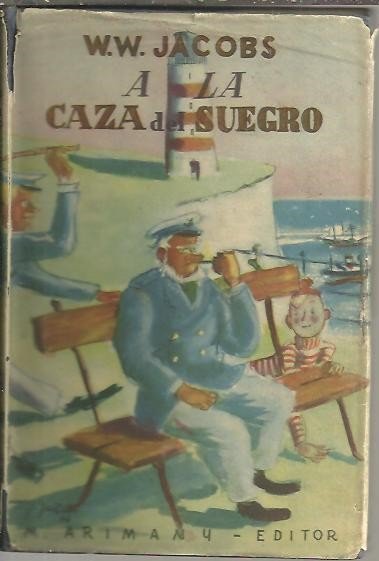 W.W. JACOBS
A LA
CAZA del SUEGRO
M. ARIMANY - EDITOR